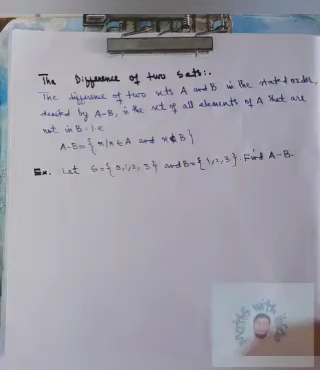 The Difference of two sets:.
The difference of two sets A and B in the stated order,
denoted by A-B, is the set of all elements of A that are
not in B. i.e
A-B={x/x∈A and x∉B}
Ex. Let S={0,1,2,3} and B={1,2,3}. Find A-B.
with